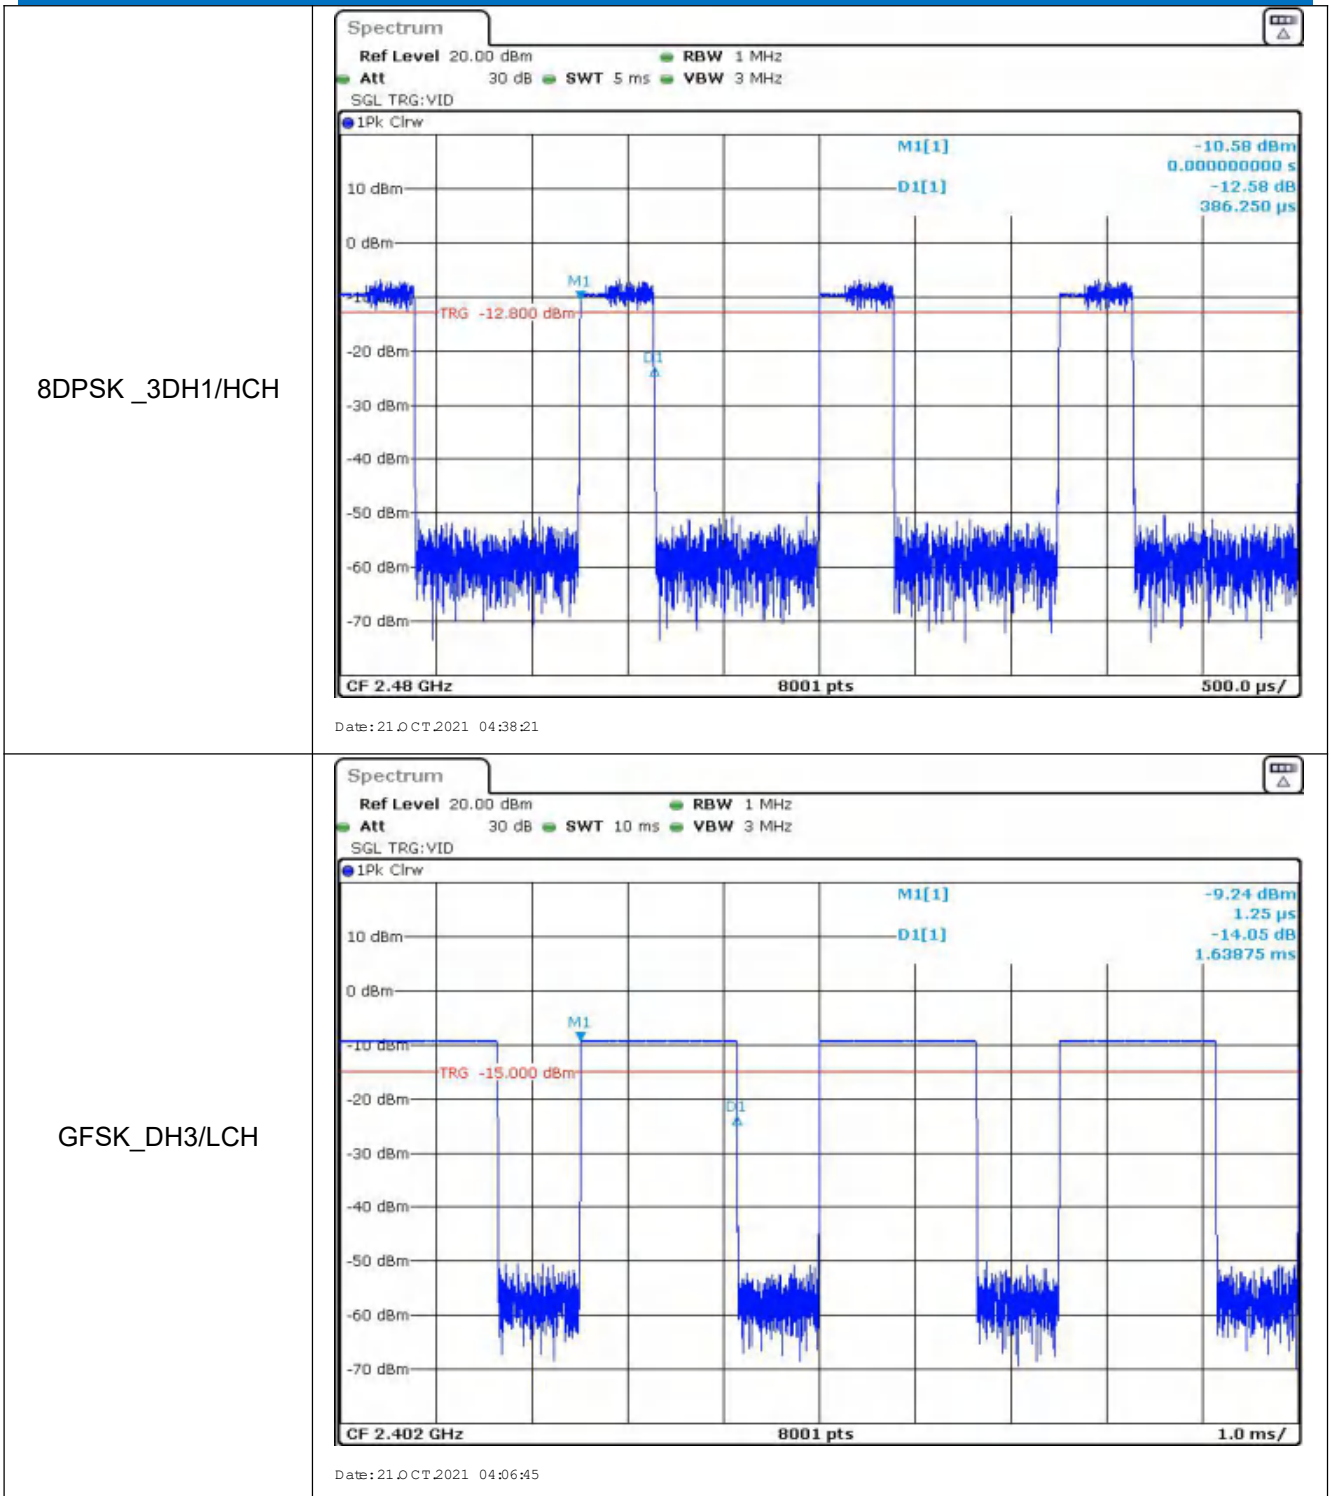 8DPSK _3DH1/HCH
Spectrum
Ref Level 20.00 dBm RBW 1 MHz
Att 30 dB SWT 5 ms VBW 3 MHz
SGL TRG:VID
1Pk Clrw
M1[1] -10.58 dBm
0.000000000 s
10 dBm D1[1] -12.58 dB
386.250 µs
0 dBm
M1
-10 dBm
TRG -12.800 dBm
-20 dBm D1
-30 dBm
-40 dBm
-50 dBm
-60 dBm
-70 dBm
CF 2.48 GHz 8001 pts 500.0 µs/
Date: 21.OCT.2021 04:38:21
GFSK_DH3/LCH
Spectrum
Ref Level 20.00 dBm RBW 1 MHz
Att 30 dB SWT 10 ms VBW 3 MHz
SGL TRG:VID
1Pk Clrw
M1[1] -9.24 dBm
1.25 µs
10 dBm D1[1] -14.05 dB
1.63875 ms
0 dBm
M1
-10 dBm
TRG -15.000 dBm
-20 dBm D1
-30 dBm
-40 dBm
-50 dBm
-60 dBm
-70 dBm
CF 2.402 GHz 8001 pts 1.0 ms/
Date: 21.OCT.2021 04:06:45